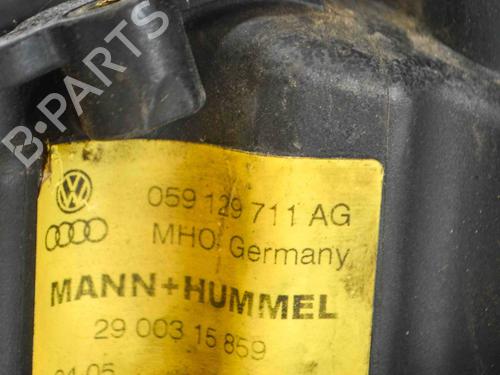 B·PARTS
059 129 711 AG
MHO Germany
MANN+HUMMEL
29 003 15 859